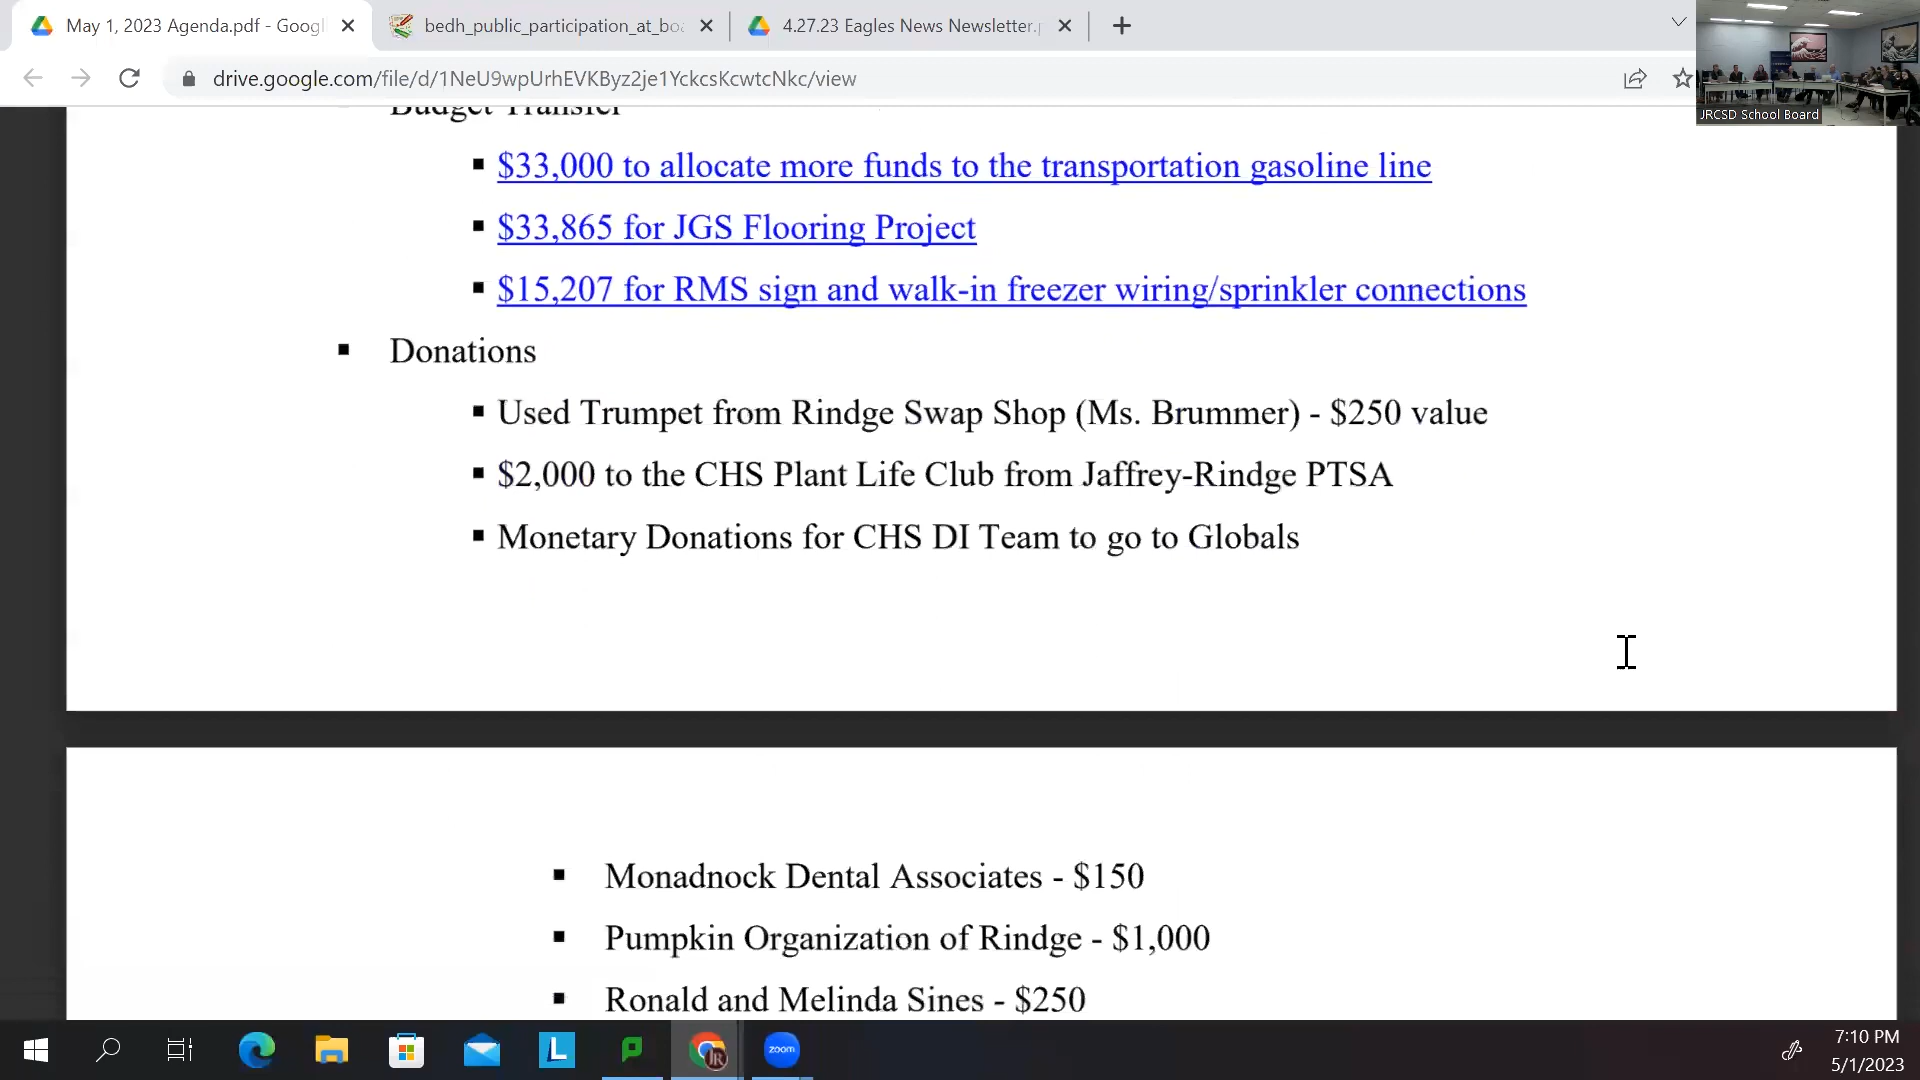 May 1, 2023 Agenda.pdf - Googl
bedh_public_participation_at_boa
4.27.23 Eagles News Newsletter.p
drive.google.com/file/d/1NeU9wpUrhEVKByz2je1YckcsKcwtcNkc/view
JRCSD School Board
Budget Transfer
$33,000 to allocate more funds to the transportation gasoline line
$33,865 for JGS Flooring Project
$15,207 for RMS sign and walk-in freezer wiring/sprinkler connections
Donations
Used Trumpet from Rindge Swap Shop (Ms. Brummer) - $250 value
$2,000 to the CHS Plant Life Club from Jaffrey-Rindge PTSA
Monetary Donations for CHS DI Team to go to Globals
Monadnock Dental Associates - $150
Pumpkin Organization of Rindge - $1,000
Ronald and Melinda Sines - $250
L
JR
zoom
7:10 PM
5/1/2023